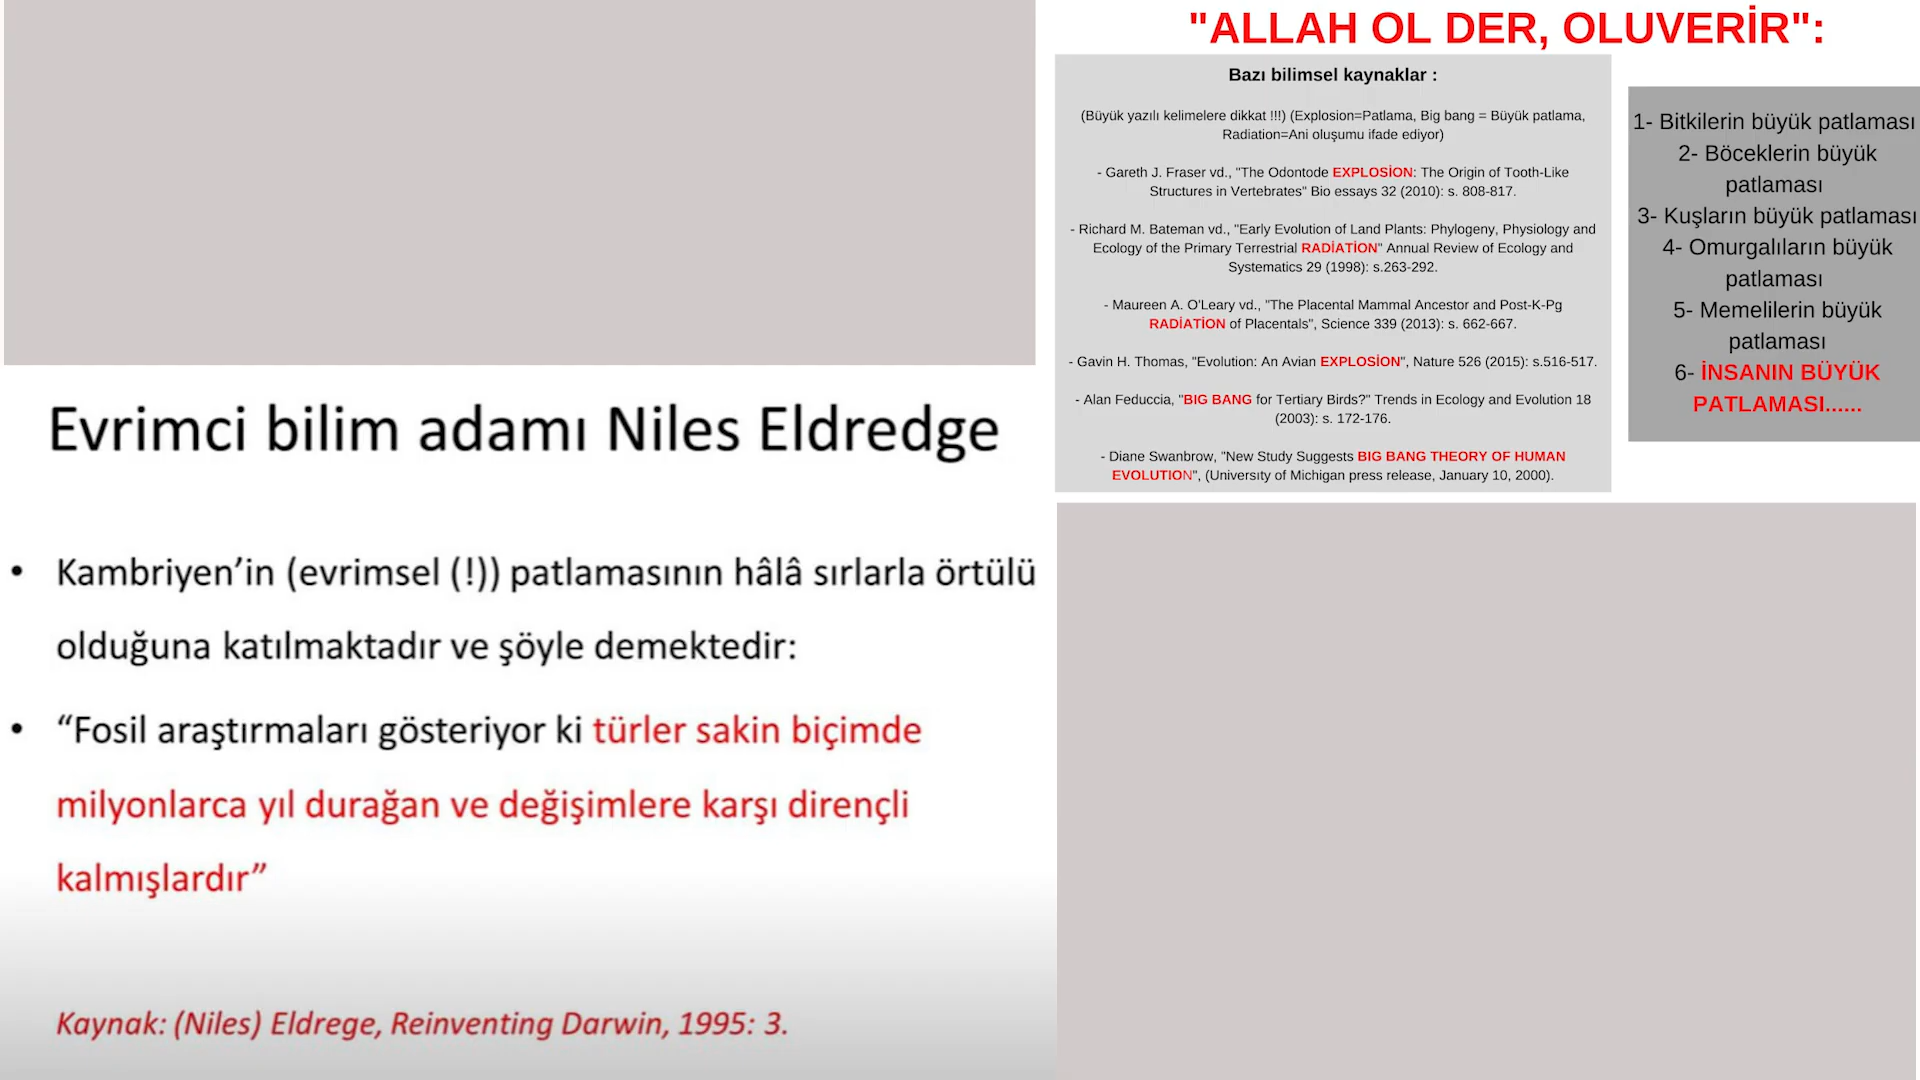 Evrimci bilim adamı Niles Eldredge
• Kambriyen’in (evrimsel (!)) patlamasının hâlâ sırlarla örtülü
olduğuna katılmaktadır ve şöyle demektedir:
• “Fosil araştırmaları gösteriyor ki türler sakin biçimde
milyonlarca yıl durağan ve değişimlere karşı dirençli
kalmışlardır”
Kaynak: (Niles) Eldrege, Reinventing Darwin, 1995: 3.
"ALLAH OL DER, OLUVERİR":
Bazı bilimsel kaynaklar :
(Büyük yazılı kelimelere dikkat !!!) (Explosion=Patlama, Big bang = Büyük patlama,
Radiation=Ani oluşumu ifade ediyor)
- Gareth J. Fraser vd., "The Odontode EXPLOSİON: The Origin of Tooth-Like
Structures in Vertebrates" Bio essays 32 (2010): s. 808-817.
- Richard M. Bateman vd., "Early Evolution of Land Plants: Phylogeny, Physiology and
Ecology of the Primary Terrestrial RADİATİON" Annual Review of Ecology and
Systematics 29 (1998): s.263-292.
- Maureen A. O'Leary vd., "The Placental Mammal Ancestor and Post-K-Pg
RADİATİON of Placentals", Science 339 (2013): s. 662-667.
- Gavin H. Thomas, "Evolution: An Avian EXPLOSİON", Nature 526 (2015): s.516-517.
- Alan Feduccia, "BIG BANG for Tertiary Birds?" Trends in Ecology and Evolution 18
(2003): s. 172-176.
- Diane Swanbrow, "New Study Suggests BIG BANG THEORY OF HUMAN
EVOLUTION", (Universıty of Michigan press release, January 10, 2000).
1- Bitkilerin büyük patlaması
2- Böceklerin büyük
patlaması
3- Kuşların büyük patlaması
4- Omurgalıların büyük
patlaması
5- Memelilerin büyük
patlaması
6- İNSANIN BÜYÜK
PATLAMASI......